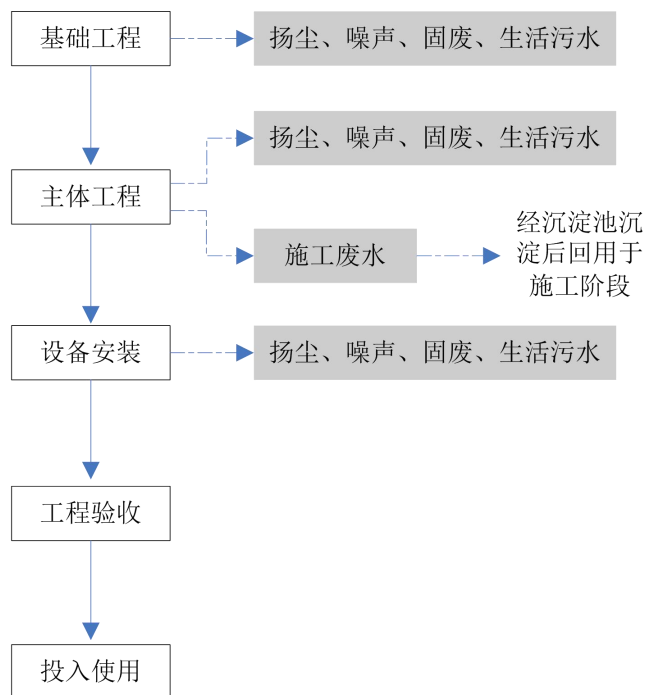 基础工程
扬尘、噪声、固废、生活污水
扬尘、噪声、固废、生活污水
主体工程
施工废水
经沉淀池沉
淀后回用于
施工阶段
设备安装
扬尘、噪声、固废、生活污水
工程验收
投入使用